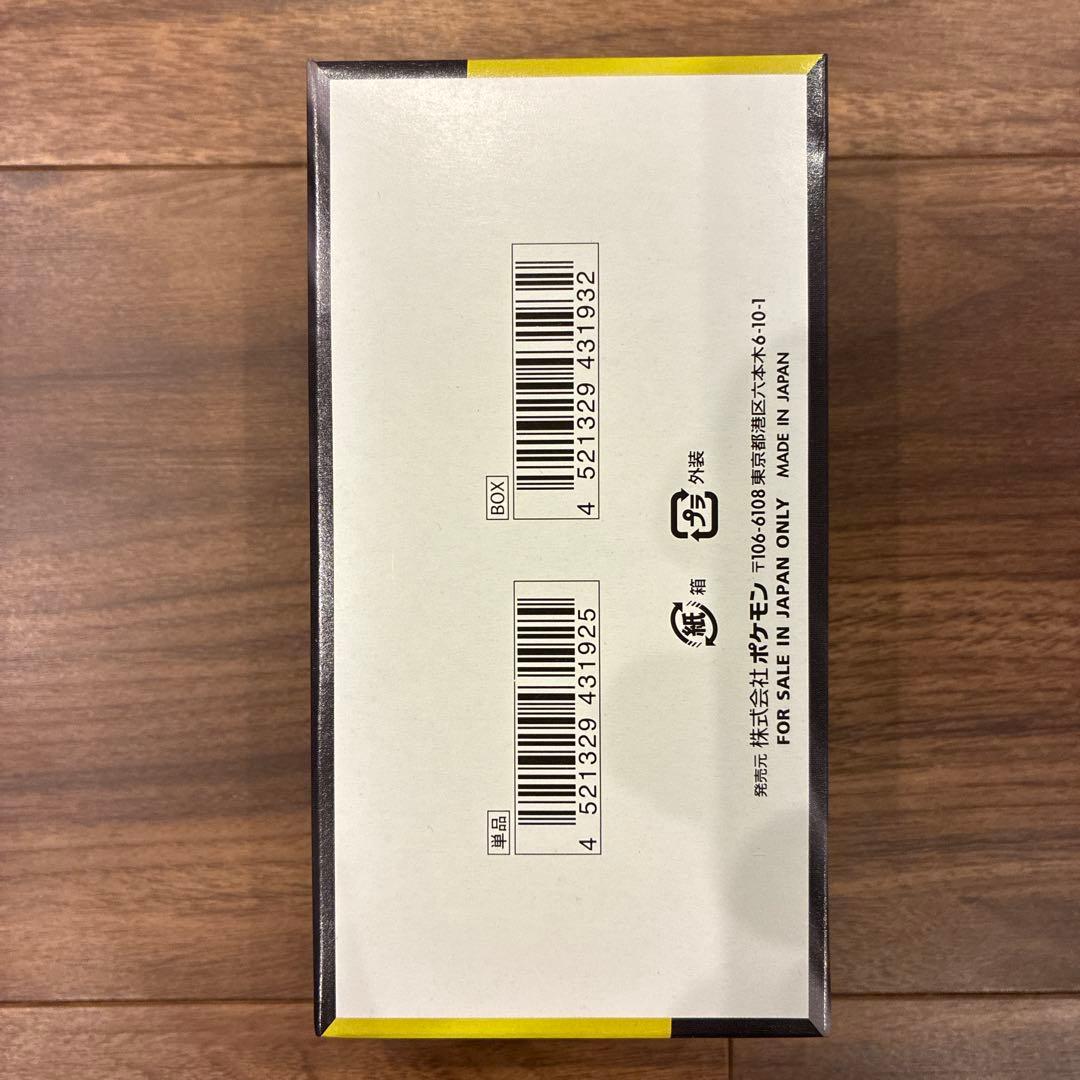 単品
4 521329 431925
BOX
4 521329 431932
紙 箱
プラ 外装
発売元 株式会社ポケモン 〒106-6108 東京都港区六本木6-10-1
FOR SALE IN JAPAN ONLY MADE IN JAPAN